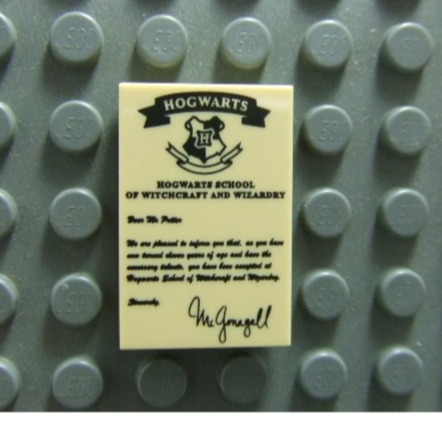 HOGWARTS
H
HOGWARTS SCHOOL
OF WITCHCRAFT AND WIZARDRY
Dear Mr Potter
We are pleased to inform you that, as you have
now turned eleven years of age and have the
necessary talents, you have been accepted at
Hogwarts School of Witchcraft and Wizardry.
Sincerely,
McGonagall